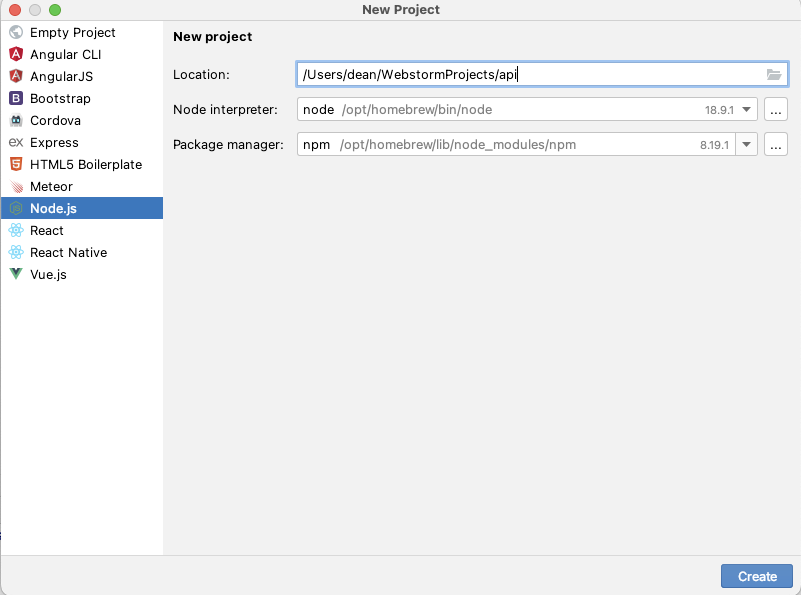 New Project
Empty Project
Angular CLI
AngularJS
Bootstrap
Cordova
Express
HTML5 Boilerplate
Meteor
Node.js
React
React Native
Vue.js
New project
Location: /Users/dean/WebstormProjects/api
Node interpreter: node /opt/homebrew/bin/node 18.9.1 ...
Package manager: npm /opt/homebrew/lib/node_modules/npm 8.19.1 ...
Create